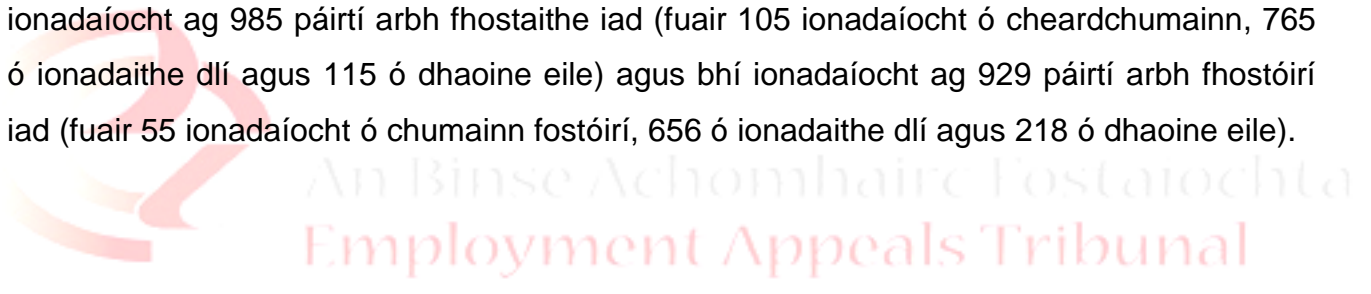 ionadaíocht ag 985 páirtí arbh fhostaithe iad (fuair 105 ionadaíocht ó cheardchumainn, 765
ó ionadaithe dlí agus 115 ó dhaoine eile) agus bhí ionadaíocht ag 929 páirtí arbh fhostóirí
iad (fuair 55 ionadaíocht ó chumainn fostóirí, 656 ó ionadaithe dlí agus 218 ó dhaoine eile).
An Binse Achomhairc Fostaíochta
Employment Appeals Tribunal